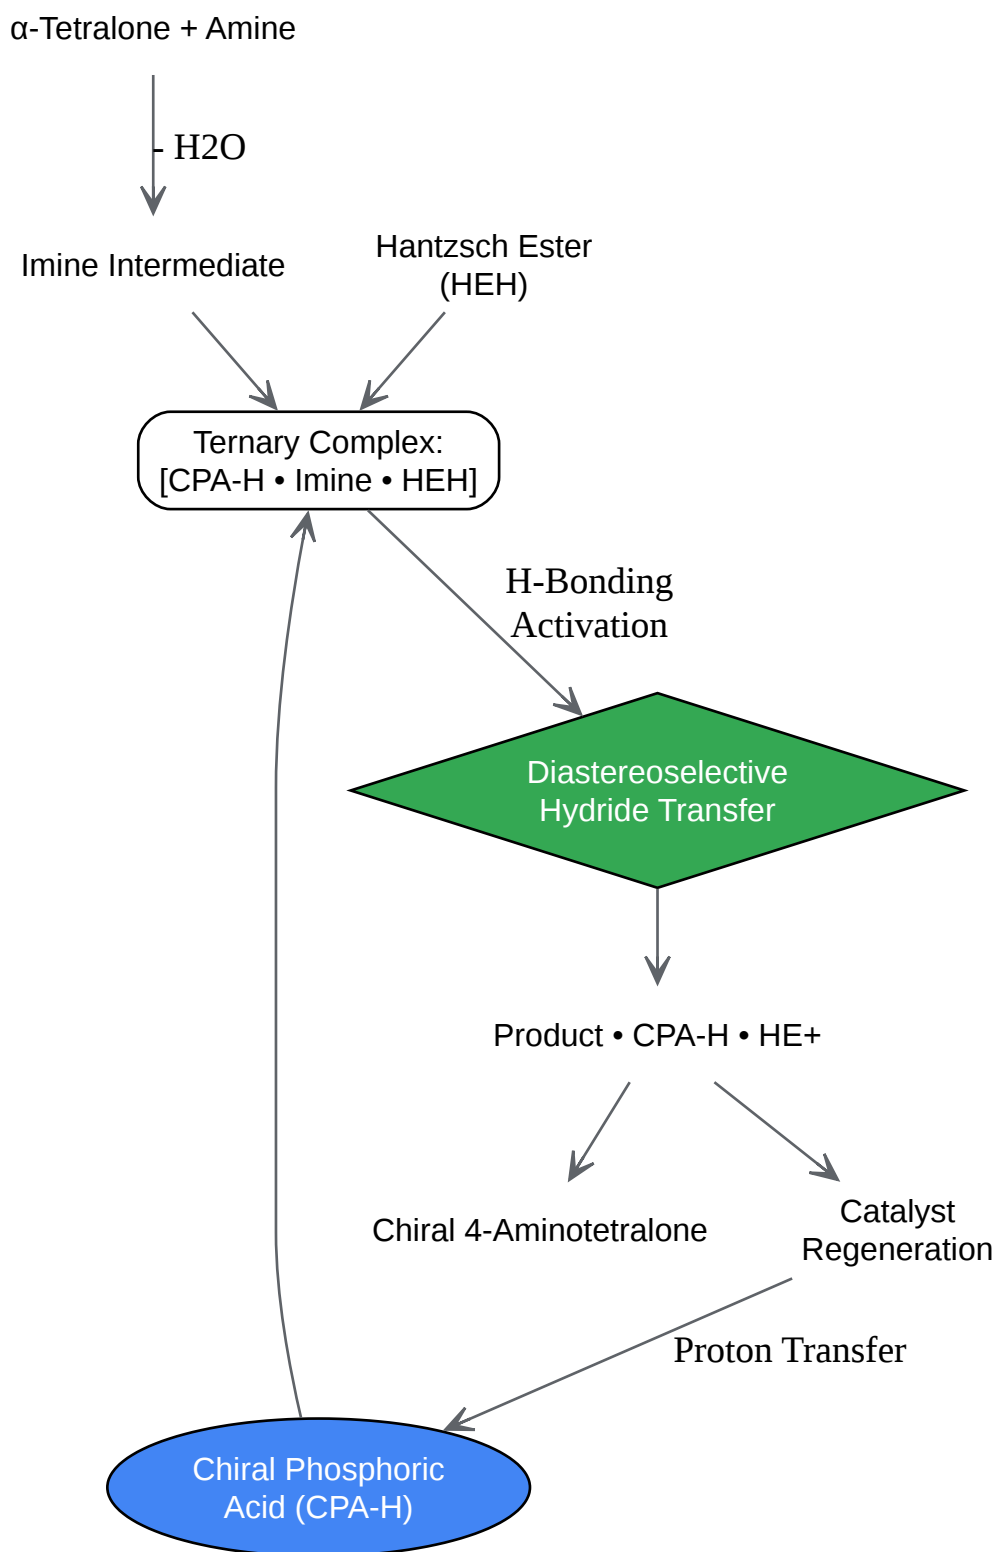 α-Tetralone + Amine
- H2O
Imine Intermediate
Hantzsch Ester
(HEH)
Ternary Complex:
[CPA-H • Imine • HEH]
H-Bonding
Activation
Diastereoselective
Hydride Transfer
Product • CPA-H • HE+
Chiral 4-Aminotetralone
Catalyst
Regeneration
Proton Transfer
Chiral Phosphoric
Acid (CPA-H)